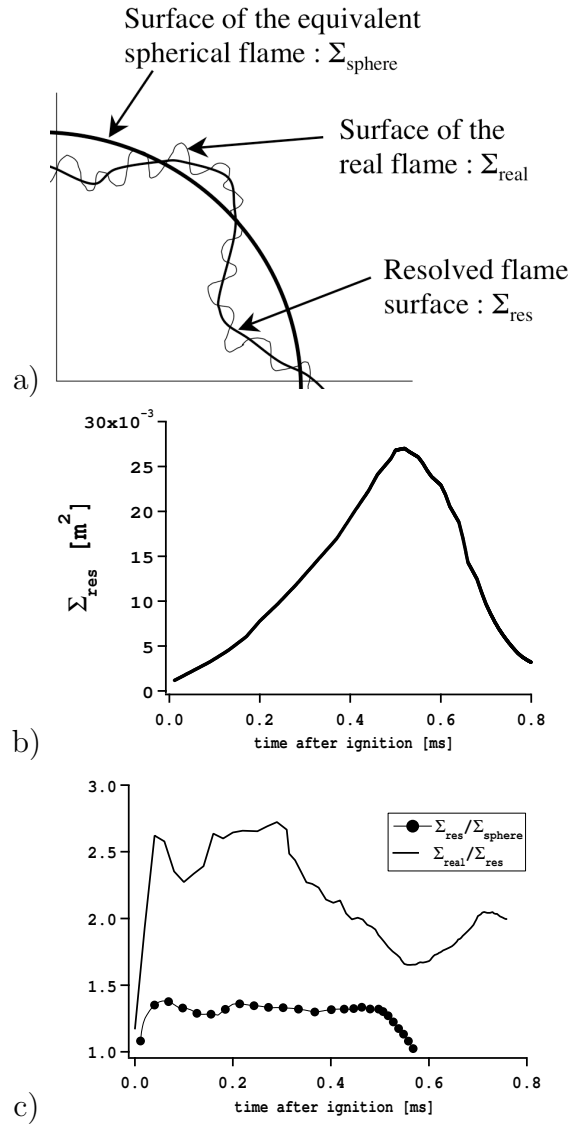 Surface of the equivalent
spherical flame : Σsphere
Surface of the
real flame : Σreal
Resolved flame
surface : Σres
a)
30x10⁻³
25
20
15
10
5
0
Σres [m²]
0.0 0.2 0.4 0.6 0.8
time after ignition [ms]
b)
3.0
2.5
2.0
1.5
1.0
Σres/Σsphere
Σreal/Σres
0.0 0.2 0.4 0.6 0.8
time after ignition [ms]
c)